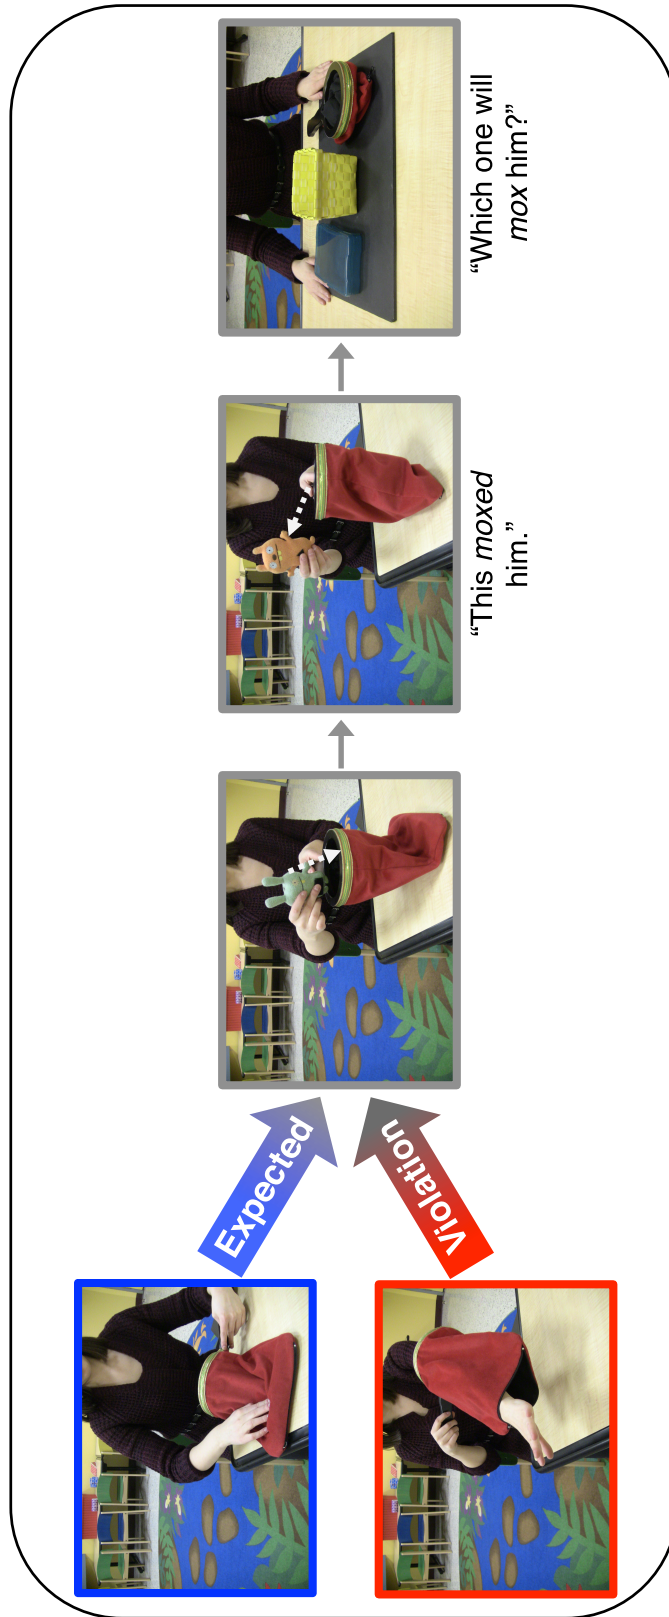 Expected
Violation
“This moxed
him.”
“Which one will
mox him?”